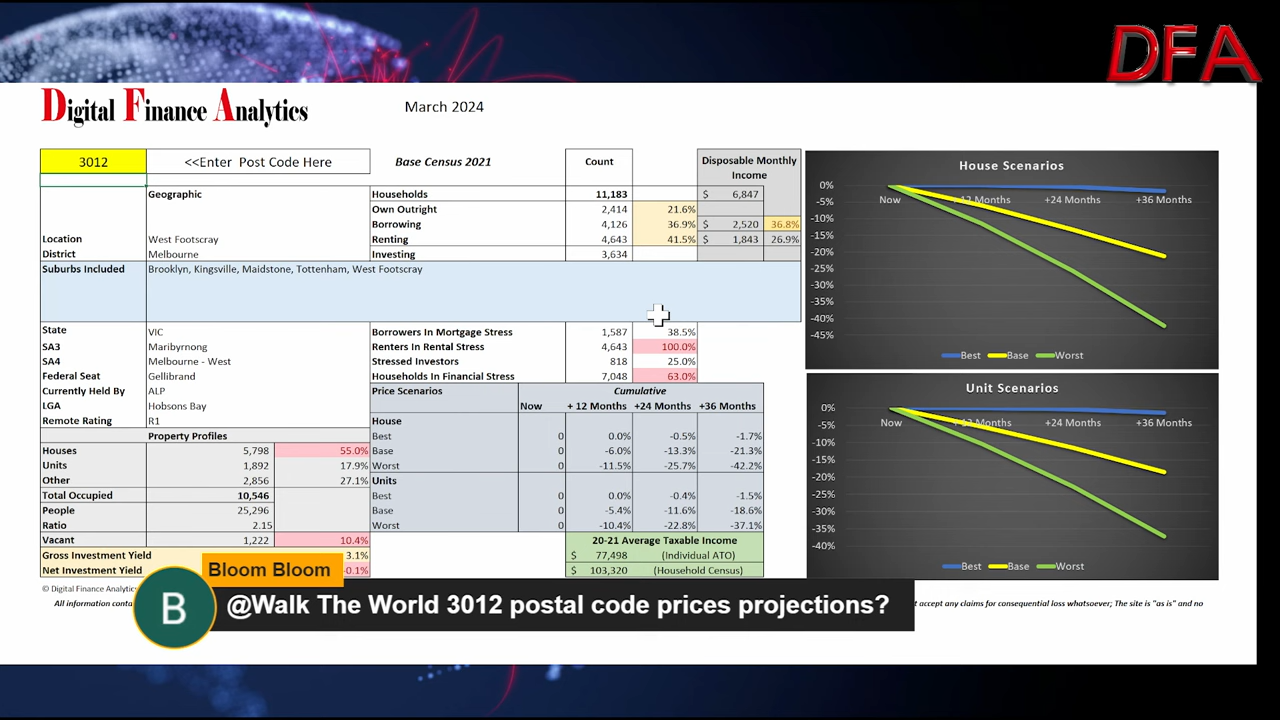 DFA
Digital Finance Analytics
March 2024
3012 <<Enter Post Code Here Base Census 2021 Count Disposable Monthly Income
Geographic Households 11,183 $ 6,847
Own Outright 2,414 21.6%
Borrowing 4,126 36.9% $ 2,520 36.8%
Location West Footscray Renting 4,643 41.5% $ 1,843 26.9%
District Melbourne Investing 3,634
Suburbs Included Brooklyn, Kingsville, Maidstone, Tottenham, West Footscray
State VIC Borrowers In Mortgage Stress 1,587 38.5%
SA3 Maribyrnong Renters In Rental Stress 4,643 100.0%
SA4 Melbourne - West Stressed Investors 818 25.0%
Federal Seat Gellibrand Households In Financial Stress 7,048 63.0%
Currently Held By ALP Price Scenarios Cumulative
LGA Hobsons Bay Now + 12 Months +24 Months +36 Months
Remote Rating R1 House
Property Profiles Best 0 0.0% -0.5% -1.7%
Houses 5,798 55.0% Base 0 -6.0% -13.3% -21.3%
Units 1,892 17.9% Worst 0 -11.5% -25.7% -42.2%
Other 2,856 27.1% Units
Total Occupied 10,546 Best 0 0.0% -0.4% -1.5%
People 25,296 Base 0 -5.4% -11.6% -18.6%
Ratio 2.15 Worst 0 -10.4% -22.8% -37.1%
Vacant 1,222 10.4% 20-21 Average Taxable Income
Gross Investment Yield 3.1% $ 77,498 (Individual ATO)
Net Investment Yield -0.1% $ 103,320 (Household Census)
House Scenarios
0%
Now +12 Months +24 Months +36 Months
-5%
-10%
-15%
-20%
-25%
-30%
-35%
-40%
-45%
Best Base Worst
Unit Scenarios
0%
Now +12 Months +24 Months +36 Months
-5%
-10%
-15%
-20%
-25%
-30%
-35%
-40%
Best Base Worst
© Digital Finance Analytics
All information accept any claims for consequential loss whatsoever; The site is "as is" and no
Bloom Bloom
B
@Walk The World 3012 postal code prices projections?